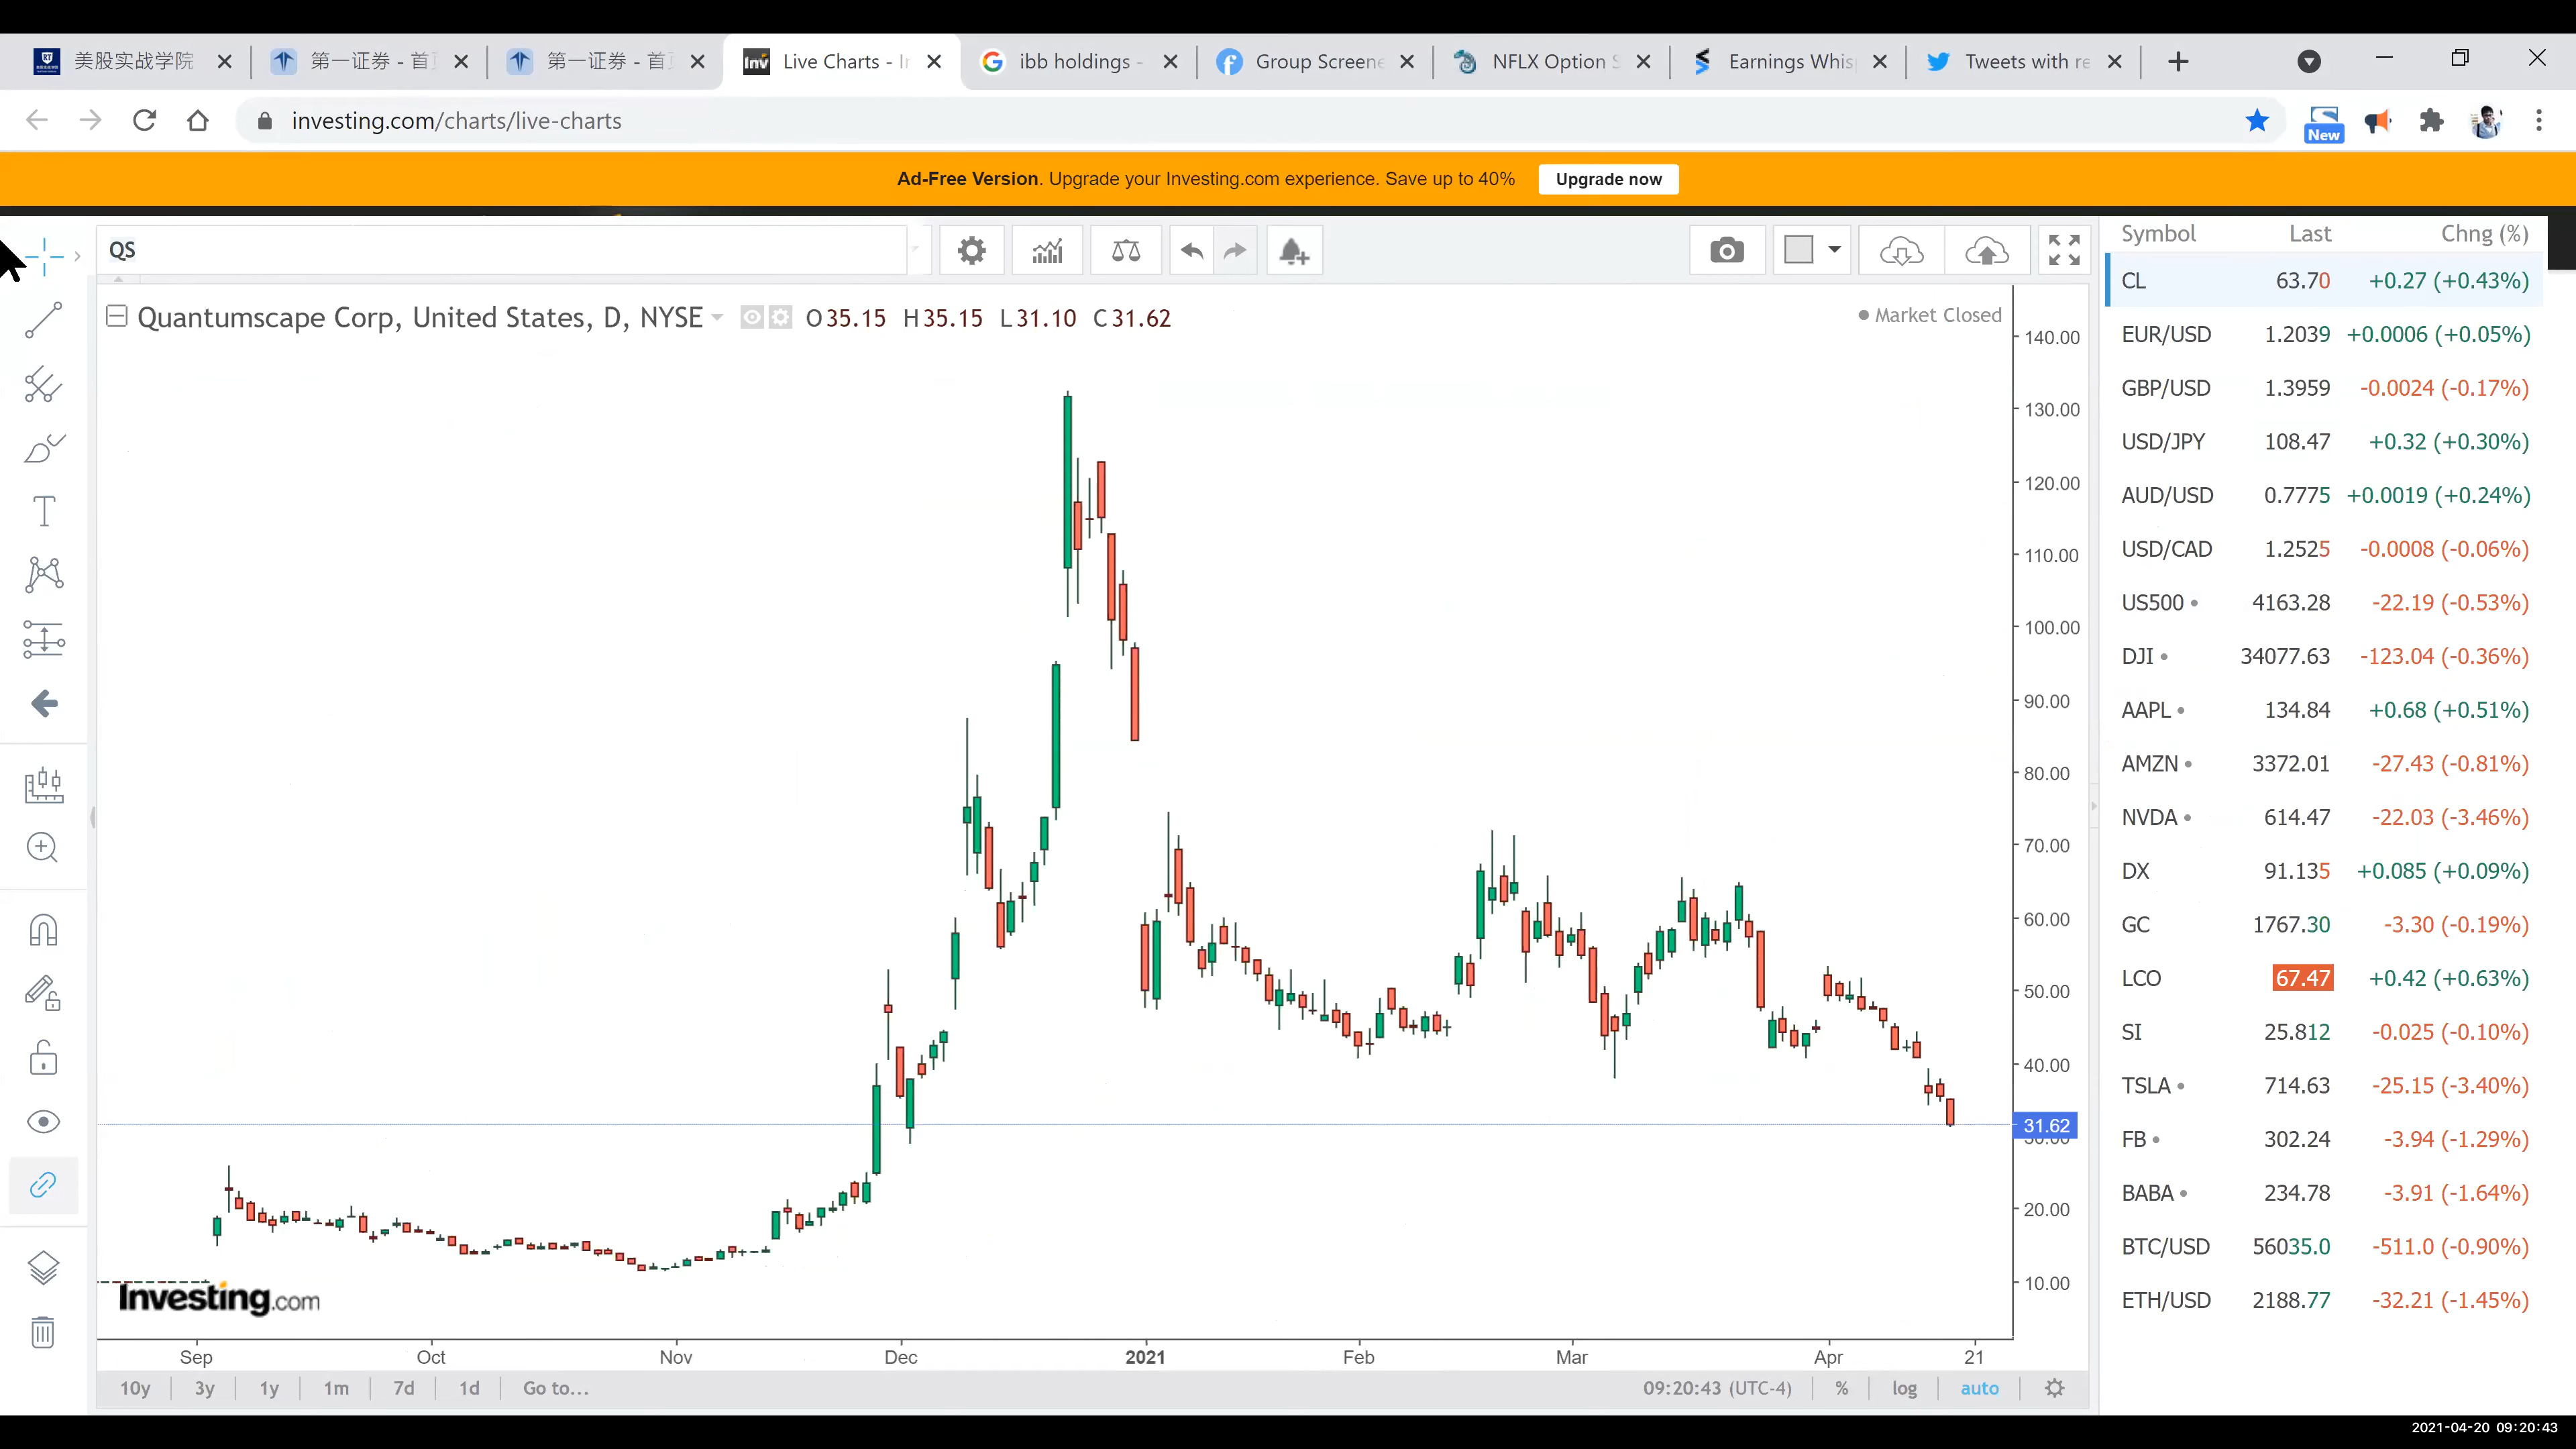 美股实战学院
第一证券 - 首
第一证券 - 首
Live Charts - I
ibb holdings -
Group Screene
NFLX Option S
Earnings Whis
Tweets with re
investing.com/charts/live-charts
New
Ad-Free Version. Upgrade your Investing.com experience. Save up to 40%
Upgrade now
QS
Quantumscape Corp, United States, D, NYSE
O35.15 H35.15 L31.10 C31.62
Market Closed
140.00
130.00
120.00
110.00
100.00
90.00
80.00
70.00
60.00
50.00
40.00
31.62
30.00
20.00
10.00
Investing.com
Sep Oct Nov Dec 2021 Feb Mar Apr 21
10y 3y 1y 1m 7d 1d Go to...
09:20:43 (UTC-4) % log auto
Symbol Last Chng (%)
CL 63.70 +0.27 (+0.43%)
EUR/USD 1.2039 +0.0006 (+0.05%)
GBP/USD 1.3959 -0.0024 (-0.17%)
USD/JPY 108.47 +0.32 (+0.30%)
AUD/USD 0.7775 +0.0019 (+0.24%)
USD/CAD 1.2525 -0.0008 (-0.06%)
US500 4163.28 -22.19 (-0.53%)
DJI 34077.63 -123.04 (-0.36%)
AAPL 134.84 +0.68 (+0.51%)
AMZN 3372.01 -27.43 (-0.81%)
NVDA 614.47 -22.03 (-3.46%)
DX 91.135 +0.085 (+0.09%)
GC 1767.30 -3.30 (-0.19%)
LCO 67.47 +0.42 (+0.63%)
SI 25.812 -0.025 (-0.10%)
TSLA 714.63 -25.15 (-3.40%)
FB 302.24 -3.94 (-1.29%)
BABA 234.78 -3.91 (-1.64%)
BTC/USD 56035.0 -511.0 (-0.90%)
ETH/USD 2188.77 -32.21 (-1.45%)
2021-04-20 09:20:43